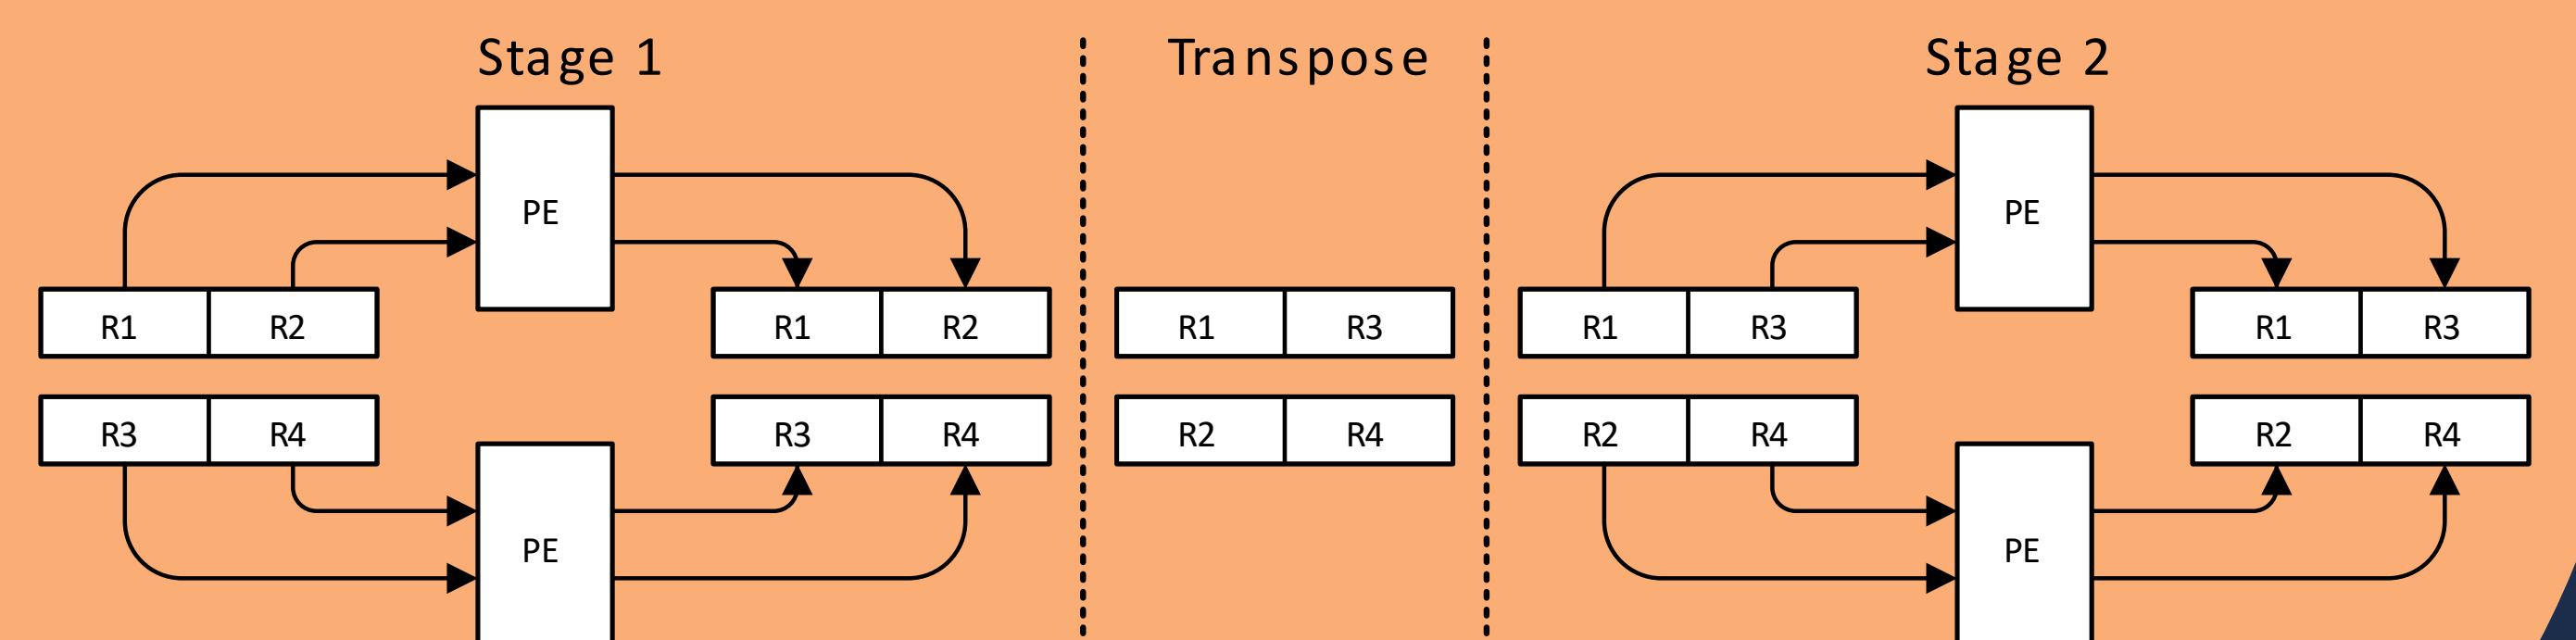 Stage 1
Transpose
Stage 2
PE
PE
R1 R2
R1 R2
R1 R3
R1 R3
R1 R3
R3 R4
R3 R4
R2 R4
R2 R4
R2 R4
PE
PE